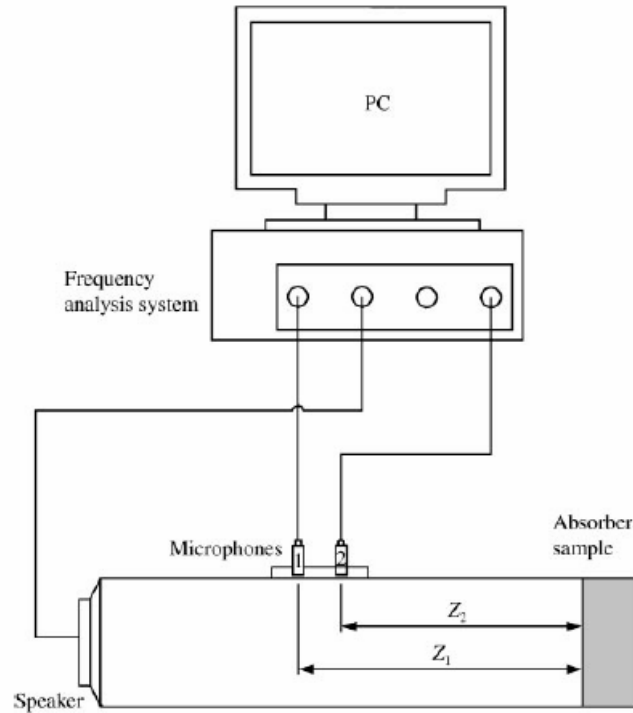 PC
Frequency
analysis system
Microphones
1
2
Absorber
sample
Z₂
Z₁
Speaker